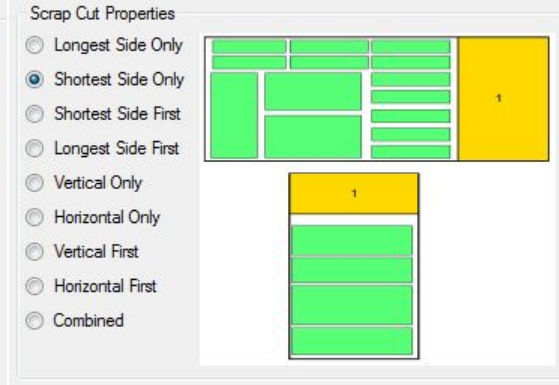 Scrap Cut Properties
Longest Side Only
Shortest Side Only
Shortest Side First
Longest Side First
Vertical Only
Horizontal Only
Vertical First
Horizontal First
Combined
1
1